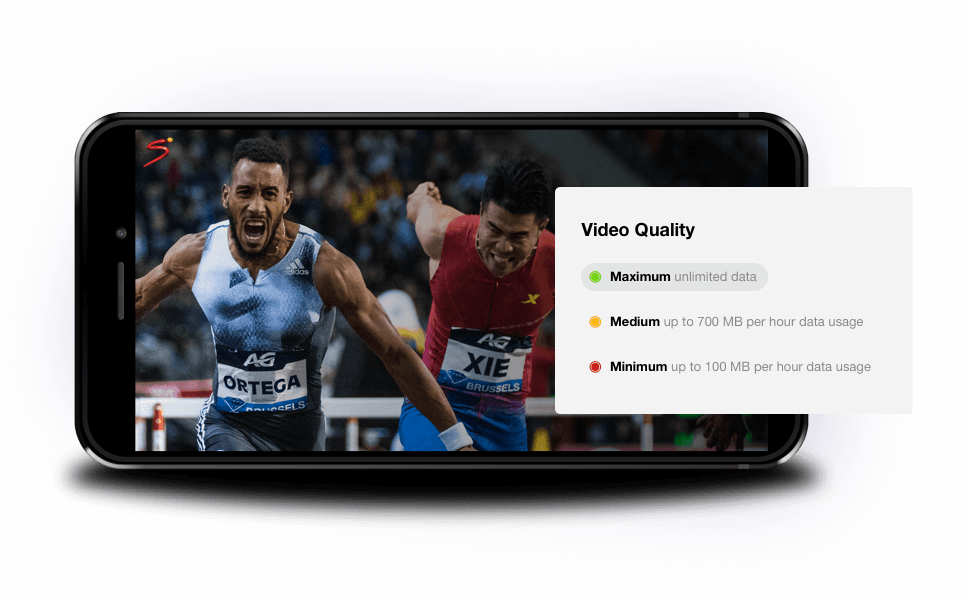 adidas
AG
ORTEGA
BRUSSELS
AG
XIE
BRUSSELS
Video Quality
Maximum unlimited data
Medium up to 700 MB per hour data usage
Minimum up to 100 MB per hour data usage